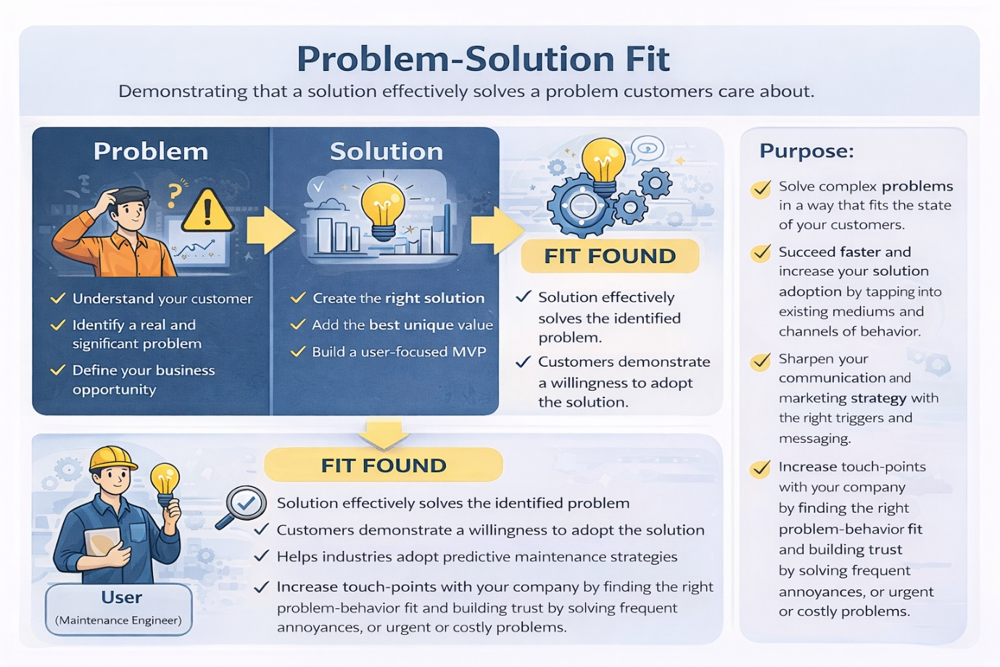 Problem-Solution Fit
Demonstrating that a solution effectively solves a problem customers care about.
Problem
?
!
Understand your customer
Identify a real and
significant problem
Define your business
opportunity
Solution
Create the right solution
Add the best unique value
Build a user-focused MVP
FIT FOUND
Solution effectively
solves the identified
problem.
Customers demonstrate
a willingness to adopt
the solution.
FIT FOUND
Solution effectively solves the identified problem
Customers demonstrate a willingness to adopt the solution
Helps industries adopt predictive maintenance strategies
Increase touch-points with your company by finding the right
problem-behavior fit and building trust by solving frequent
annoyances, or urgent or costly problems.
User
(Maintenance Engineer)
Purpose:
Solve complex problems
in a way that fits the state
of your customers.
Succeed faster and
increase your solution
adoption by tapping into
existing mediums and
channels of behavior.
Sharpen your
communication and
marketing strategy with
the right triggers and
messaging.
Increase touch-points
with your company
by finding the right
problem-behavior fit
and building trust
by solving frequent
annoyances, or urgent
or costly problems.